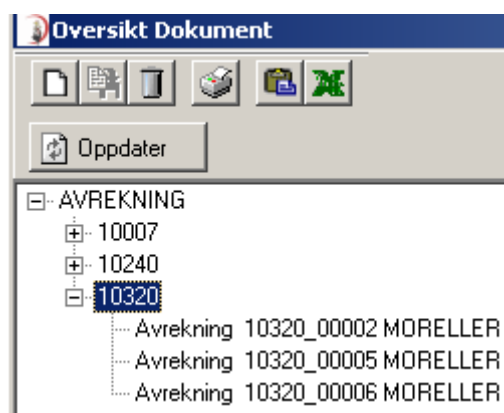 Oversikt Dokument
Oppdater
AVREKNING
10007
10240
10320
Avrekning 10320_00002 MORELLER
Avrekning 10320_00005 MORELLER
Avrekning 10320_00006 MORELLER